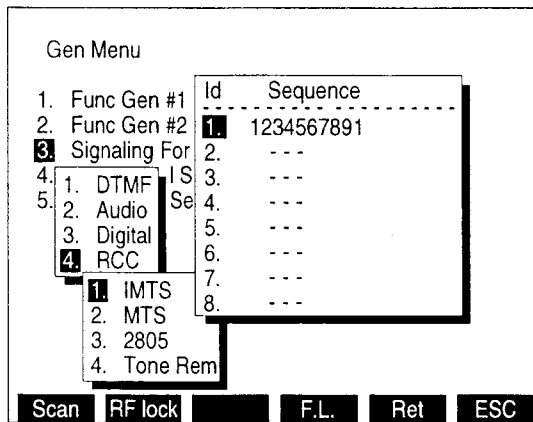 Gen Menu
1. Func Gen #1
2. Func Gen #2
3. Signaling For
4. I S
5. Se
1. DTMF
2. Audio
3. Digital
4. RCC
1. IMTS
2. MTS
3. 2805
4. Tone Rem
Id Sequence
1. 1234567891
2. - - -
3. - - -
4. - - -
5. - - -
6. - - -
7. - - -
8. - - -
Scan RF lock F.L. Ret ESC